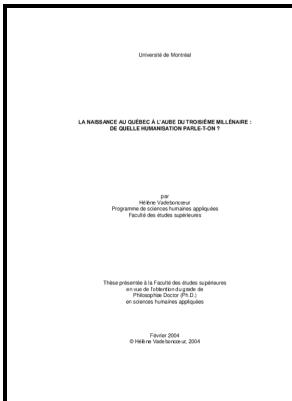 Université de Montréal
LA NAISSANCE AU QUÉBEC À L'AUBE DU TROISIÈME MILLÉNAIRE :
DE QUELLE HUMANISATION PARLE-T-ON ?
par
Hélène Vadeboncœur
Programme de sciences humaines appliquées
Faculté des études supérieures
Thèse présentée à la Faculté des études supérieures
en vue de l'obtention du grade de
Philosophiæ Doctor (Ph.D.)
en sciences humaines appliquées
Février 2004
© Hélène Vadeboncœur, 2004